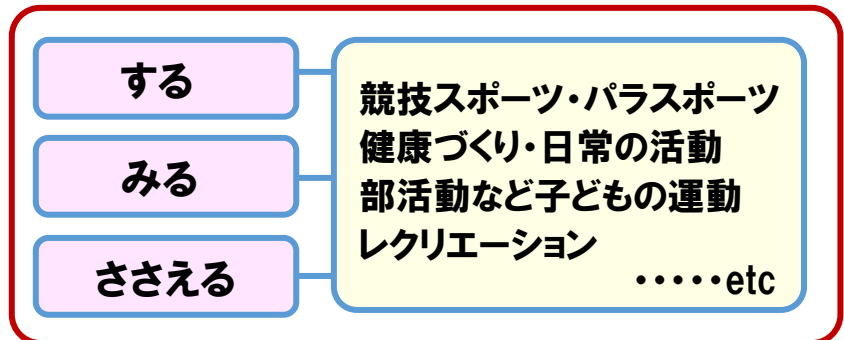 する
みる
ささえる
競技スポーツ・パラスポーツ
健康づくり・日常の活動
部活動など子どもの運動
レクリエーション
・・・・・etc